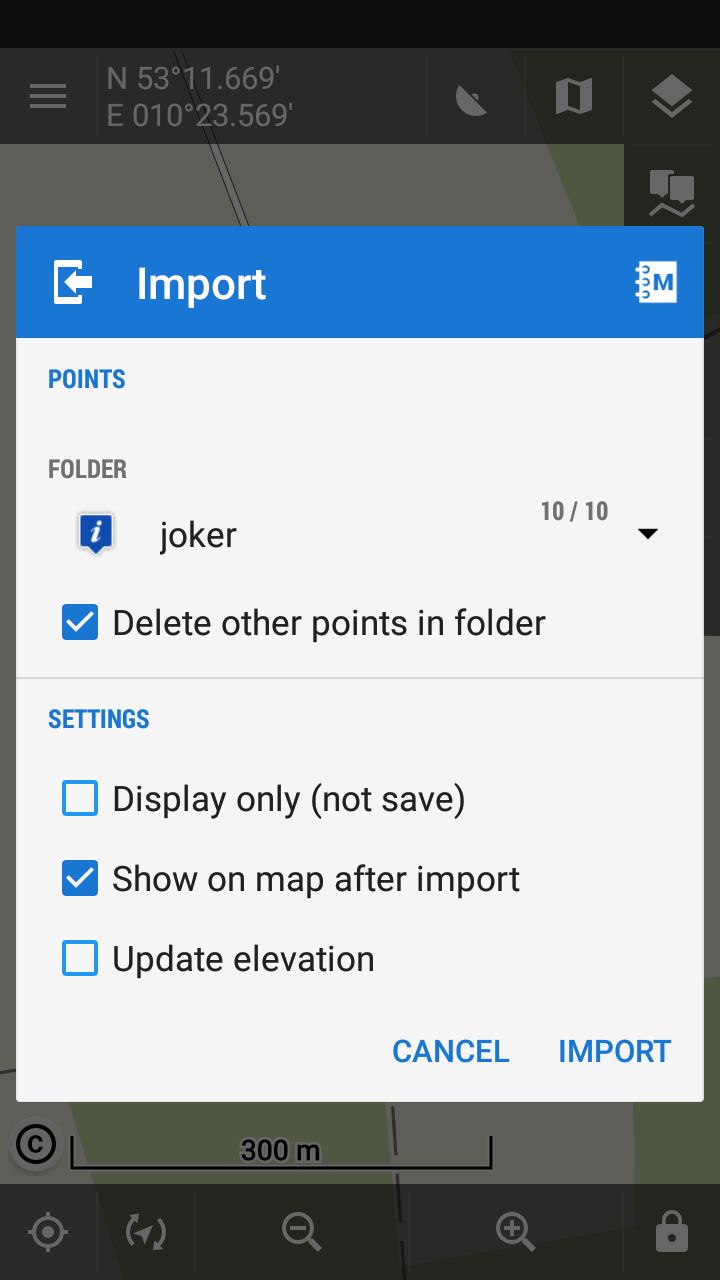 N 53°11.669'
E 010°23.569'
Import
M
POINTS
FOLDER
i
joker
10 / 10
Delete other points in folder
SETTINGS
Display only (not save)
Show on map after import
Update elevation
CANCEL
IMPORT
C
300 m